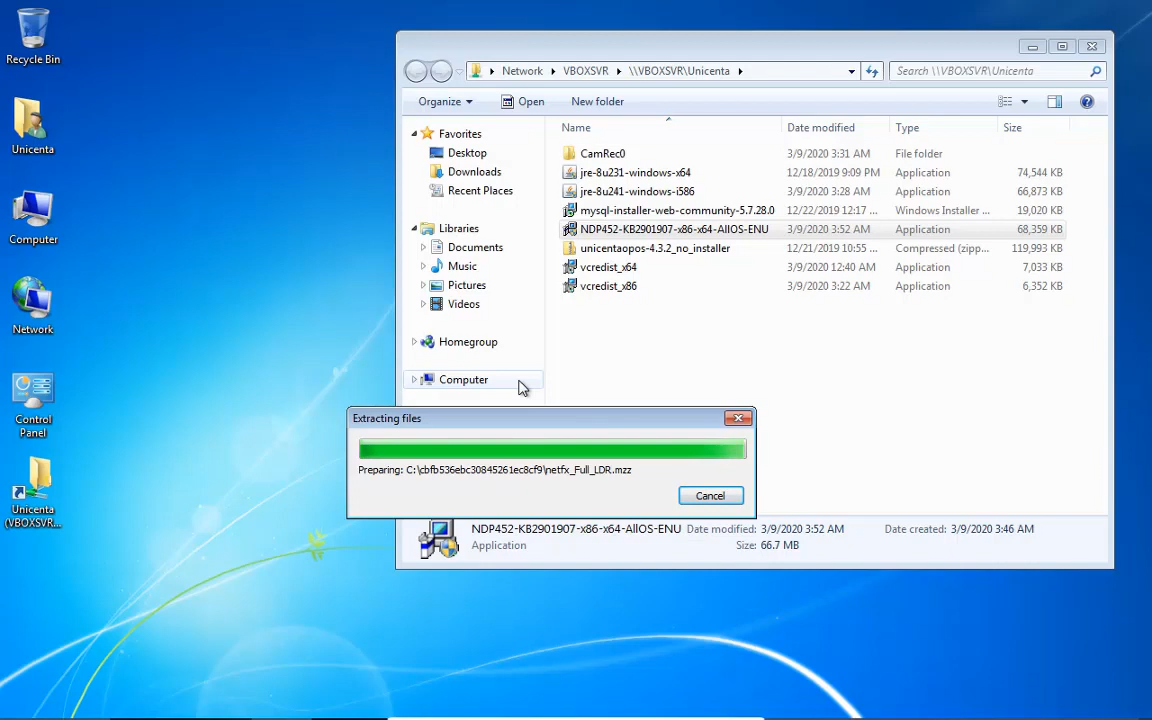 Recycle Bin
Unicenta
Computer
Network
Control
Panel
Unicenta
(VBOXSVR...
Network
VBOXSVR
\\VBOXSVR\Unicenta
Search \\VBOXSVR\Unicenta
Organize
Open
New folder
Favorites
Desktop
Downloads
Recent Places
Libraries
Documents
Music
Pictures
Videos
Homegroup
Computer
Name Date modified Type Size
CamRec0 3/9/2020 3:31 AM File folder
jre-8u231-windows-x64 12/18/2019 9:09 PM Application 74,544 KB
jre-8u241-windows-i586 3/9/2020 3:28 AM Application 66,873 KB
mysql-installer-web-community-5.7.28.0 12/22/2019 12:17 ... Windows Installer ... 19,020 KB
NDP452-KB2901907-x86-x64-AllOS-ENU 3/9/2020 3:52 AM Application 68,359 KB
unicentaopos-4.3.2_no_installer 12/21/2019 10:55 ... Compressed (zipp... 119,993 KB
vcredist_x64 3/9/2020 12:40 AM Application 7,033 KB
vcredist_x86 3/9/2020 3:22 AM Application 6,352 KB
Extracting files
Preparing: C:\cbfb536ebc30845261ec8cf9\netfx_Full_LDR.mzz
Cancel
NDP452-KB2901907-x86-x64-AllOS-ENU Date modified: 3/9/2020 3:52 AM Date created: 3/9/2020 3:46 AM
Application Size: 66.7 MB